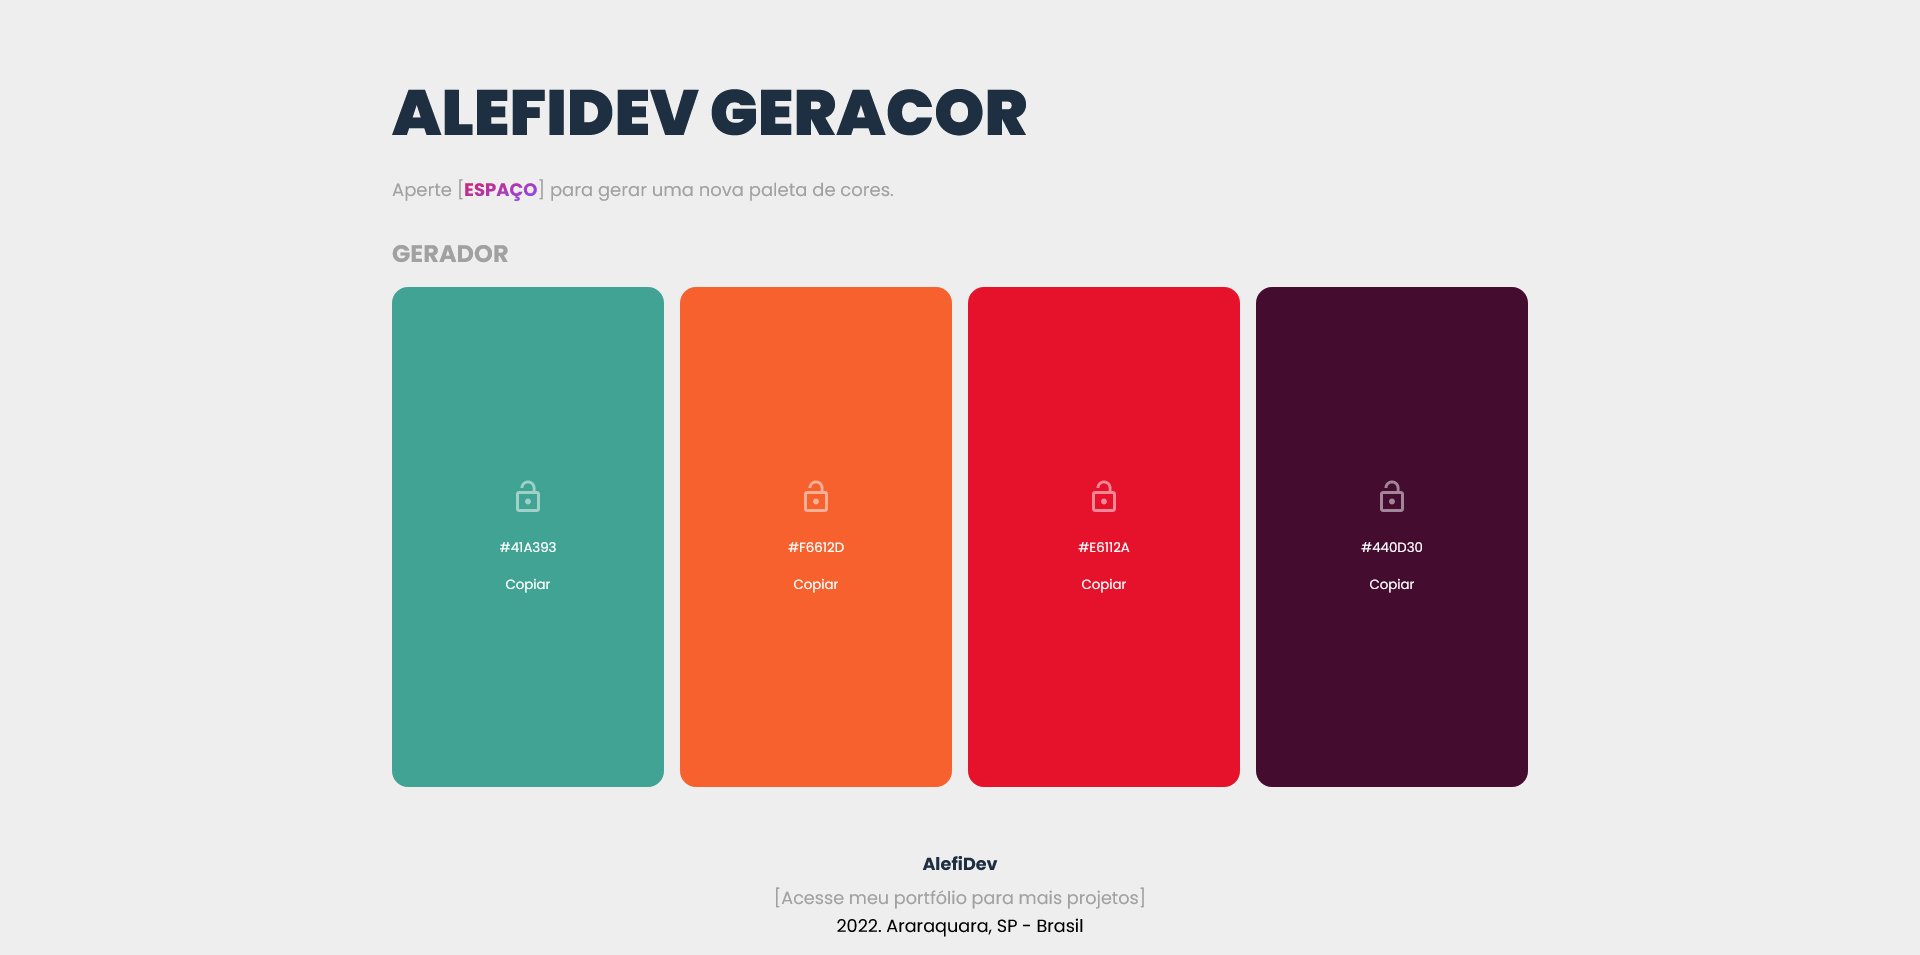 ALEFIDEV GERACOR
Aperte [ESPAÇO] para gerar uma nova paleta de cores.
GERADOR
#41A393
Copiar
#F6612D
Copiar
#E6112A
Copiar
#440D30
Copiar
AlefiDev
[Acesse meu portfólio para mais projetos]
2022. Araraquara, SP - Brasil